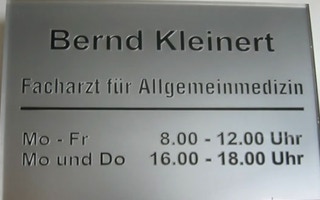 Bernd Kleinert
Facharzt für Allgemeinmedizin
Mo - Fr 8.00 - 12.00 Uhr
Mo und Do 16.00 - 18.00 Uhr